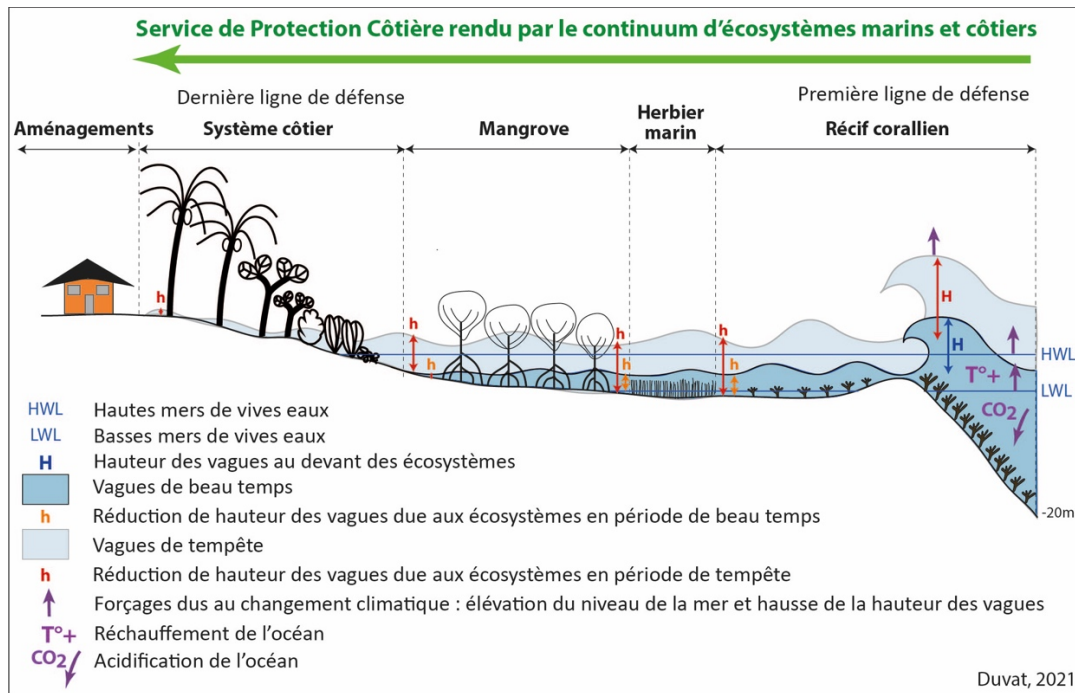 Service de Protection Côtière rendu par le continuum d'écosystèmes marins et côtiers
Dernière ligne de défense
Première ligne de défense
Aménagements
Système côtier
Mangrove
Herbier
marin
Récif corallien
h
h
h
h
h
h
h
H
H
HWL
T°+
LWL
CO2
-20m
HWL Hautes mers de vives eaux
LWL Basses mers de vives eaux
H Hauteur des vagues au devant des écosystèmes
Vagues de beau temps
h Réduction de hauteur des vagues due aux écosystèmes en période de beau temps
Vagues de tempête
h Réduction de hauteur des vagues due aux écosystèmes en période de tempête
Forçages dus au changement climatique : élévation du niveau de la mer et hausse de la hauteur des vagues
T°+ Réchauffement de l'océan
CO2 Acidification de l'océan
Duvat, 2021